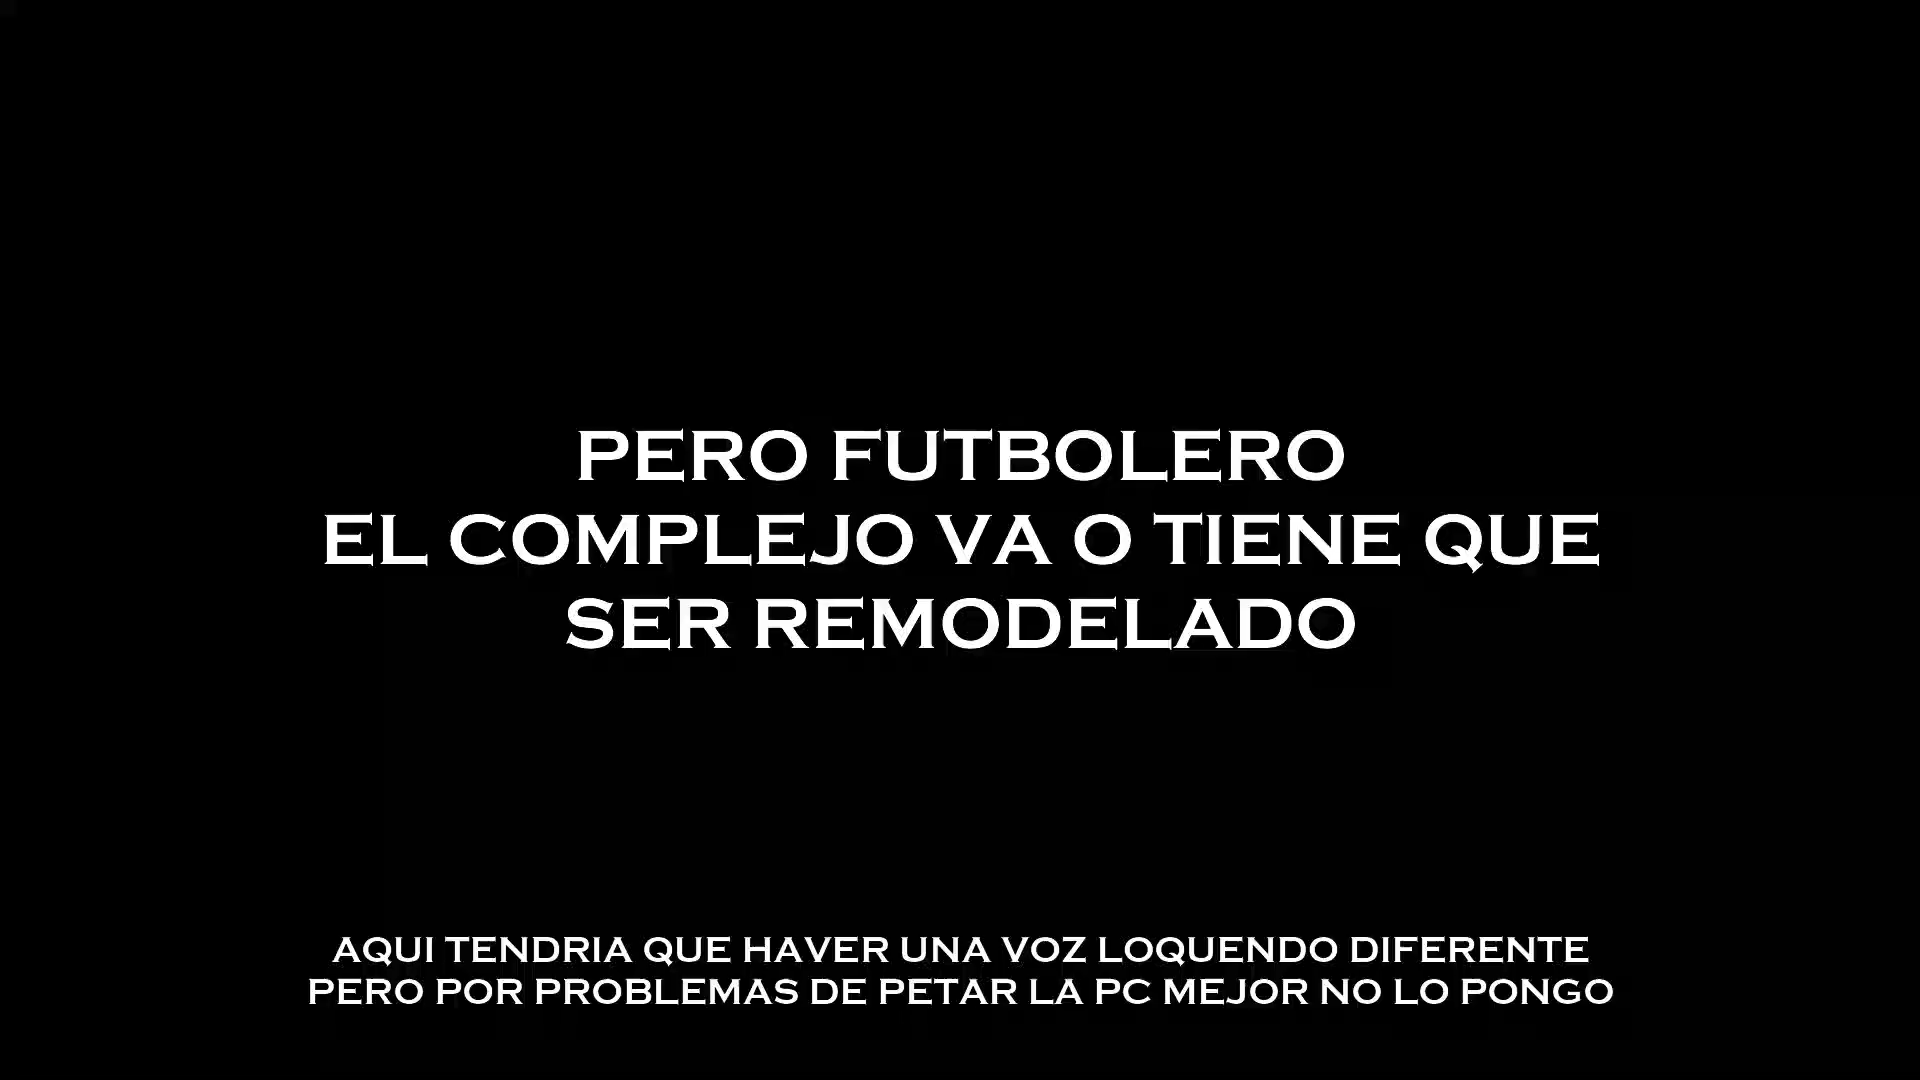 PERO FUTBOLERO
EL COMPLEJO VA O TIENE QUE
SER REMODELADO
AQUI TENDRIA QUE HAVER UNA VOZ LOQUENDO DIFERENTE
PERO POR PROBLEMAS DE PETAR LA PC MEJOR NO LO PONGO